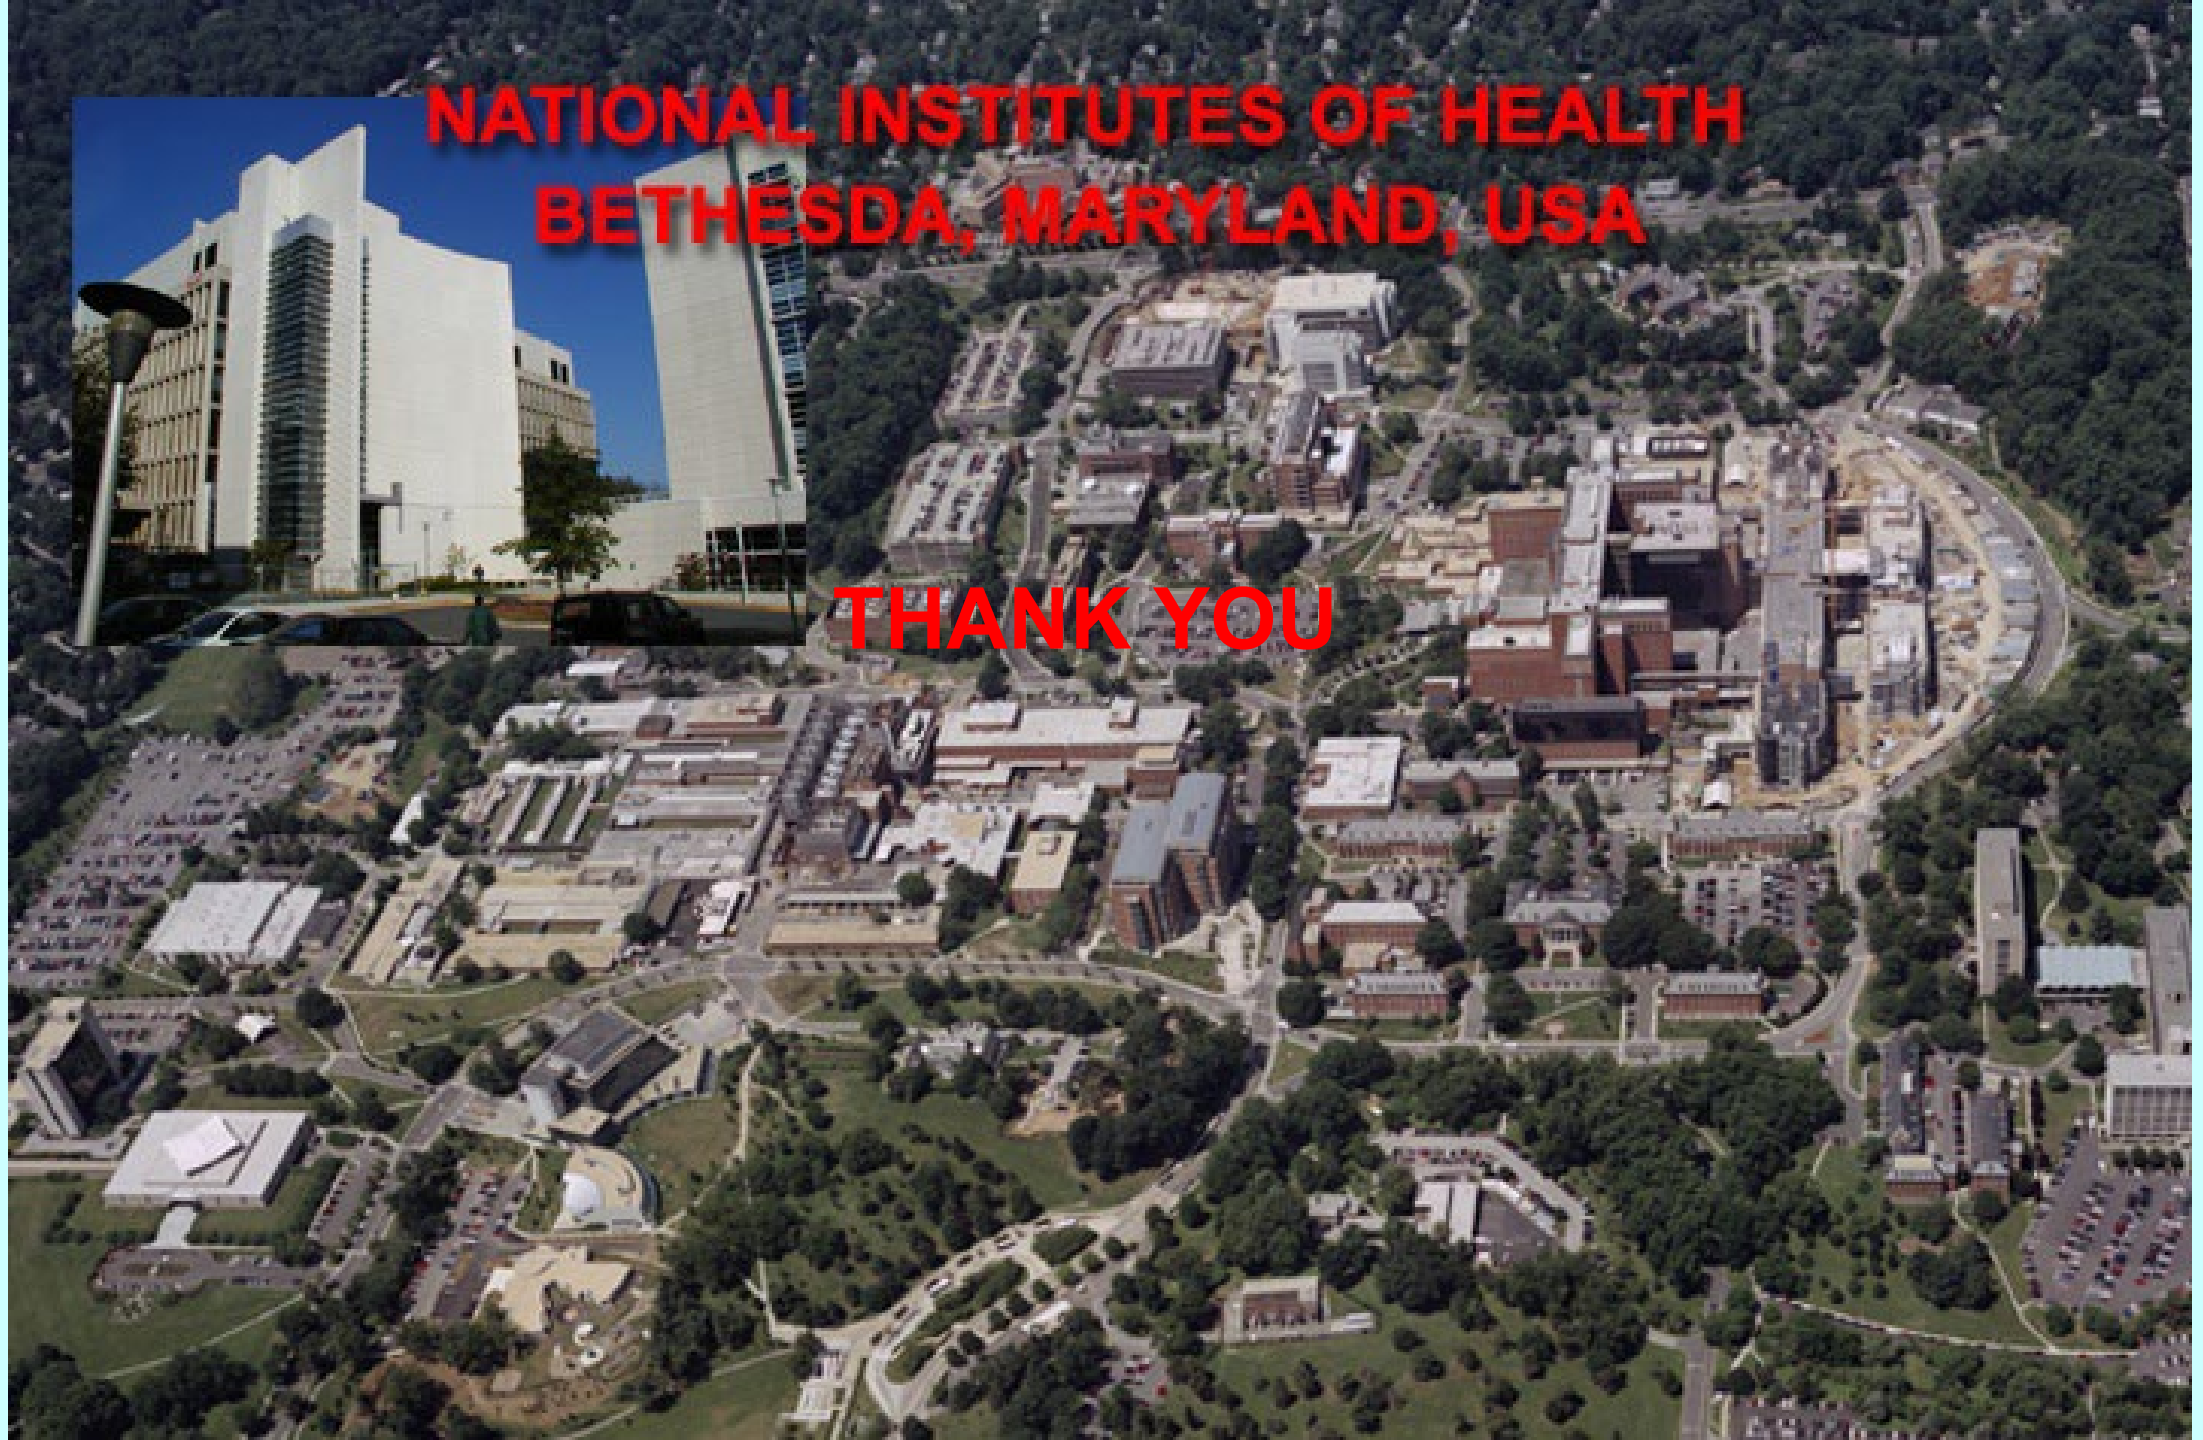 NATIONAL INSTITUTES OF HEALTH
BETHESDA, MARYLAND, USA
THANK YOU